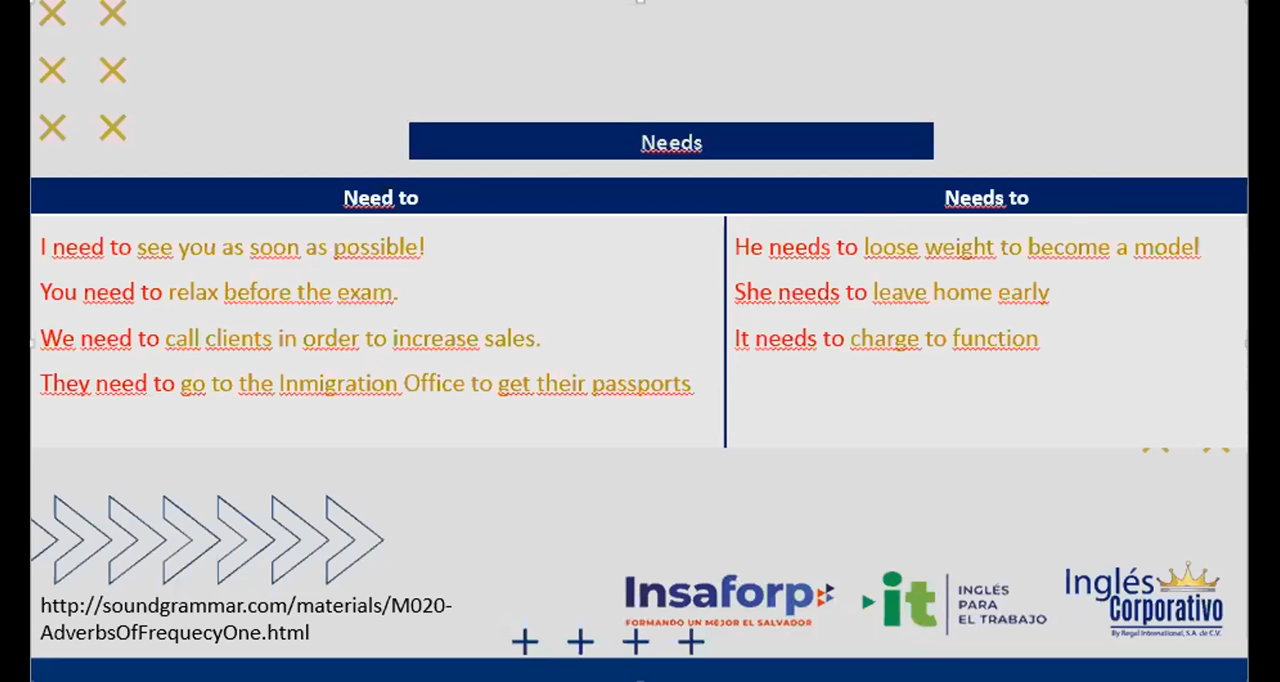 Needs
Need to
Needs to
I need to see you as soon as possible!
You need to relax before the exam.
We need to call clients in order to increase sales.
They need to go to the Inmigration Office to get their passports
He needs to loose weight to become a model
She needs to leave home early
It needs to charge to function
http://soundgrammar.com/materials/M020-
AdverbsOfFrequecyOne.html
Insaforp
FORMANDO UN MEJOR EL SALVADOR
it
INGLÉS
PARA
EL TRABAJO
Inglés
Corporativo
By Regal International, S.A. de C.V.